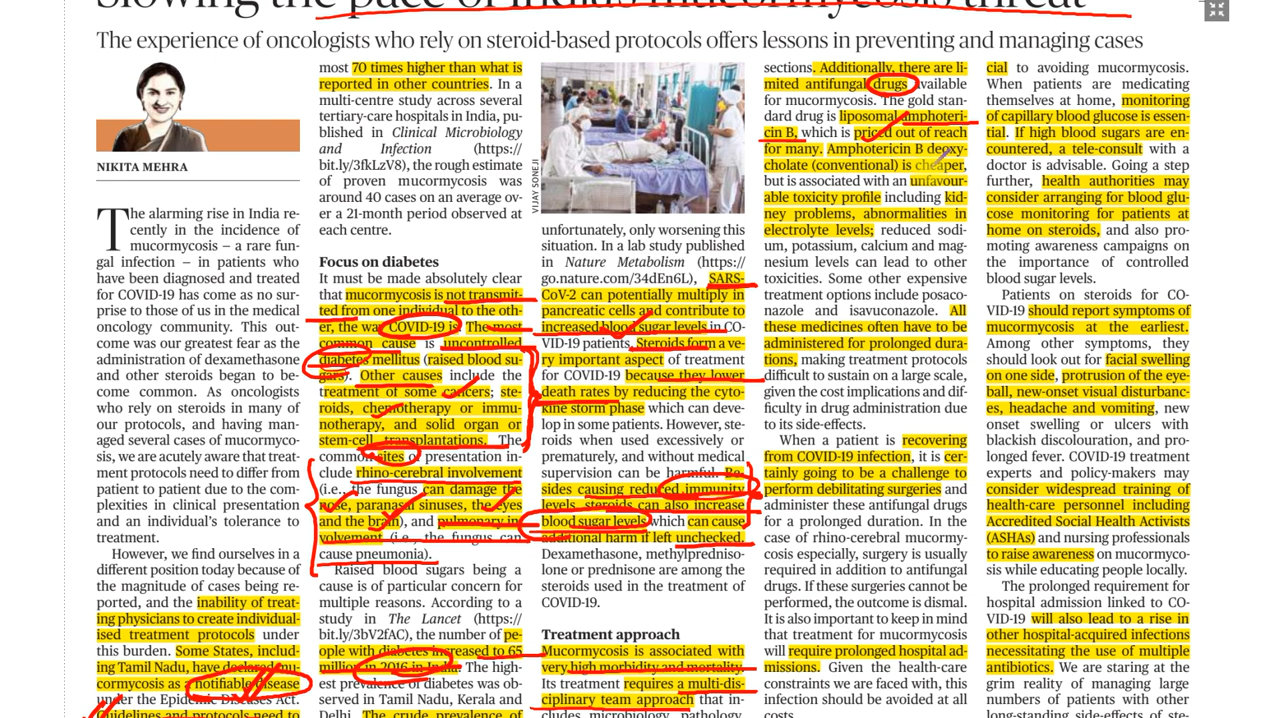 Slowing the pace of India's mucormycosis threat
The experience of oncologists who rely on steroid-based protocols offers lessons in preventing and managing cases
NIKITA MEHRA
The alarming rise in India re-
cently in the incidence of
mucormycosis – a rare fun-
gal infection – in patients who
have been diagnosed and treated
for COVID-19 has come as no sur-
prise to those of us in the medical
oncology community. This out-
come was our greatest fear as the
administration of dexamethasone
and other steroids began to be-
come common. As oncologists
who rely on steroids in many of
our protocols, and having man-
aged several cases of mucormyco-
sis, we are acutely aware that treat-
ment protocols need to differ from
patient to patient due to the com-
plexities in clinical presentation
and an individual's tolerance to
treatment.
However, we find ourselves in a
different position today because of
the magnitude of cases being re-
ported, and the inability of treat-
ing physicians to create individual-
ised treatment protocols under
this burden. Some States, includ-
ing Tamil Nadu, have declared mu-
cormycosis as a notifiable disease
under the Epidemic Diseases Act.
Guidelines and protocols need to
most 70 times higher than what is
reported in other countries. In a
multi-centre study across several
tertiary-care hospitals in India, pu-
blished in Clinical Microbiology
and Infection (https://
bit.ly/3fkLzV8), the rough estimate
of proven mucormycosis was
around 40 cases on an average ov-
er a 21-month period observed at
each centre.
Focus on diabetes
It must be made absolutely clear
that mucormycosis is not transmit-
ted from one individual to the oth-
er, the way COVID-19 is. The most
common cause is uncontrolled
diabetes mellitus (raised blood su-
gars). Other causes include the
treatment of some cancers; ste-
roids, chemotherapy or immu-
notherapy, and solid organ or
stem-cell transplantations. The
common sites of presentation in-
clude rhino-cerebral involvement
(i.e., the fungus can damage the
nose, paranasal sinuses, the eyes
and the brain), and pulmonary in-
volvement (i.e., the fungus can
cause pneumonia).
Raised blood sugars being a
cause is of particular concern for
multiple reasons. According to a
study in The Lancet (https://
bit.ly/3bV2fAC), the number of pe-
ople with diabetes increased to 65
million in 2016 in India. The high-
est prevalence of diabetes was ob-
served in Tamil Nadu, Kerala and
Delhi. The crude prevalence of
VIJAY SONEJI
unfortunately, only worsening this
situation. In a lab study published
in Nature Metabolism (https://
go.nature.com/34dEn6L), SARS-
CoV-2 can potentially multiply in
pancreatic cells and contribute to
increased blood sugar levels in CO-
VID-19 patients. Steroids form a ve-
ry important aspect of treatment
for COVID-19 because they lower
death rates by reducing the cyto-
kine storm phase which can deve-
lop in some patients. However, ste-
roids when used excessively or
prematurely, and without medical
supervision can be harmful. Be-
sides causing reduced immunity
levels, steroids can also increase
blood sugar levels which can cause
additional harm if left unchecked.
Dexamethasone, methylpredniso-
lone or prednisone are among the
steroids used in the treatment of
COVID-19.
Treatment approach
Mucormycosis is associated with
very high morbidity and mortality.
Its treatment requires a multi-dis-
ciplinary team approach that in-
cludes microbiology, pathology,
sections. Additionally, there are li-
mited antifungal drugs available
for mucormycosis. The gold stan-
dard drug is liposomal amphoteri-
cin B, which is priced out of reach
for many. Amphotericin B deoxy-
cholate (conventional) is cheaper,
but is associated with an unfavour-
able toxicity profile including kid-
ney problems, abnormalities in
electrolyte levels; reduced sodi-
um, potassium, calcium and mag-
nesium levels can lead to other
toxicities. Some other expensive
treatment options include posaco-
nazole and isavuconazole. All
these medicines often have to be
administered for prolonged dura-
tions, making treatment protocols
difficult to sustain on a large scale,
given the cost implications and dif-
ficulty in drug administration due
to its side-effects.
When a patient is recovering
from COVID-19 infection, it is cer-
tainly going to be a challenge to
perform debilitating surgeries and
administer these antifungal drugs
for a prolonged duration. In the
case of rhino-cerebral mucormy-
cosis especially, surgery is usually
required in addition to antifungal
drugs. If these surgeries cannot be
performed, the outcome is dismal.
It is also important to keep in mind
that treatment for mucormycosis
will require prolonged hospital ad-
missions. Given the health-care
constraints we are faced with, this
infection should be avoided at all
costs.
cial to avoiding mucormycosis.
When patients are medicating
themselves at home, monitoring
of capillary blood glucose is essen-
tial. If high blood sugars are en-
countered, a tele-consult with a
doctor is advisable. Going a step
further, health authorities may
consider arranging for blood glu-
cose monitoring for patients at
home on steroids, and also pro-
moting awareness campaigns on
the importance of controlled
blood sugar levels.
Patients on steroids for CO-
VID-19 should report symptoms of
mucormycosis at the earliest.
Among other symptoms, they
should look out for facial swelling
on one side, protrusion of the eye-
ball, new-onset visual disturbanc-
es, headache and vomiting, new
onset swelling or ulcers with
blackish discolouration, and pro-
longed fever. COVID-19 treatment
experts and policy-makers may
consider widespread training of
health-care personnel including
Accredited Social Health Activists
(ASHAs) and nursing professionals
to raise awareness on mucormyco-
sis while educating people locally.
The prolonged requirement for
hospital admission linked to CO-
VID-19 will also lead to a rise in
other hospital-acquired infections
necessitating the use of multiple
antibiotics. We are staring at the
grim reality of managing large
numbers of patients with other
long-standing side-effects of ste-